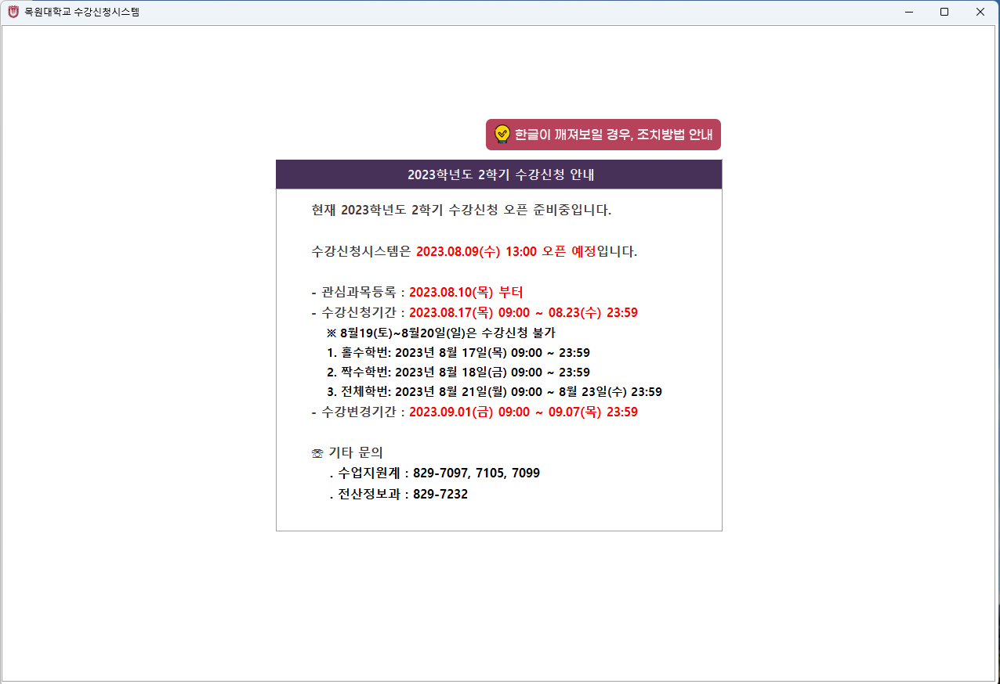 목원대학교 수강신청시스템
한글이 깨져보일 경우, 조치방법 안내
2023학년도 2학기 수강신청 안내
현재 2023학년도 2학기 수강신청 오픈 준비중입니다.
수강신청시스템은 2023.08.09(수) 13:00 오픈 예정입니다.
- 관심과목등록 : 2023.08.10(목) 부터
- 수강신청기간 : 2023.08.17(목) 09:00 ~ 08.23(수) 23:59
※ 8월19(토)~8월20일(일)은 수강신청 불가
1. 홀수학번: 2023년 8월 17일(목) 09:00 ~ 23:59
2. 짝수학번: 2023년 8월 18일(금) 09:00 ~ 23:59
3. 전체학번: 2023년 8월 21일(월) 09:00 ~ 8월 23일(수) 23:59
- 수강변경기간 : 2023.09.01(금) 09:00 ~ 09.07(목) 23:59
☏ 기타 문의
. 수업지원계 : 829-7097, 7105, 7099
. 전산정보과 : 829-7232